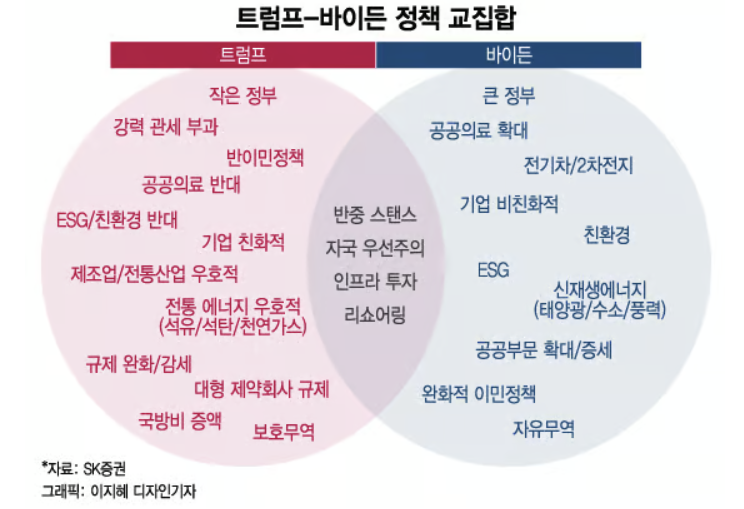 트럼프–바이든 정책 교집합
트럼프
바이든
작은 정부
강력 관세 부과
반이민정책
공공의료 반대
ESG/친환경 반대
기업 친화적
제조업/전통산업 우호적
전통 에너지 우호적
(석유/석탄/천연가스)
규제 완화/감세
대형 제약회사 규제
국방비 증액
보호무역
반중 스탠스
자국 우선주의
인프라 투자
리쇼어링
큰 정부
공공의료 확대
전기차/2차전지
기업 비친화적
친환경
ESG
신재생에너지
(태양광/수소/풍력)
공공부문 확대/증세
완화적 이민정책
자유무역
*자료: SK증권
그래픽: 이지혜 디자인기자